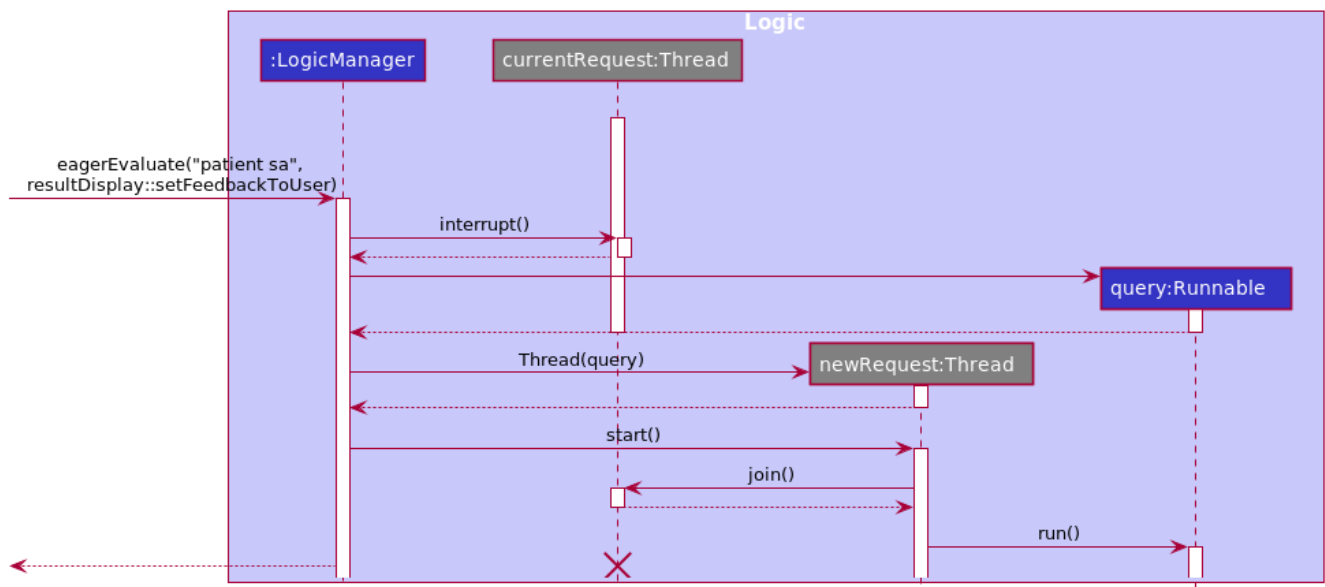 Logic
:LogicManager
currentRequest:Thread
eagerEvaluate("patient sa",
resultDisplay::setFeedbackToUser)
interrupt()
query:Runnable
Thread(query)
newRequest:Thread
start()
join()
run()